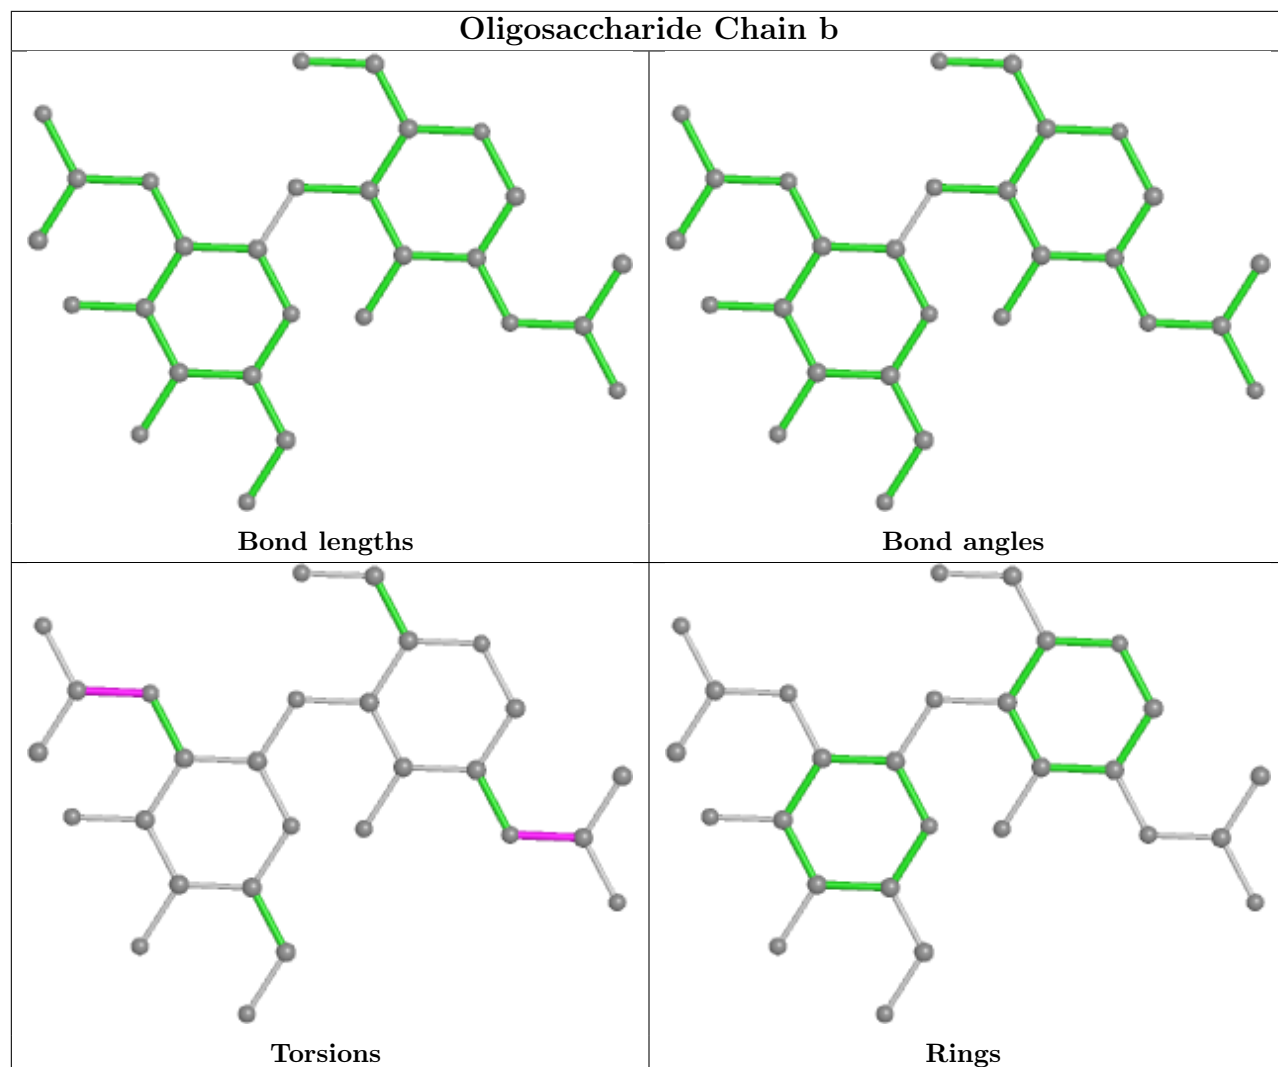 Oligosaccharide Chain b
Bond lengths
Bond angles
Torsions
Rings